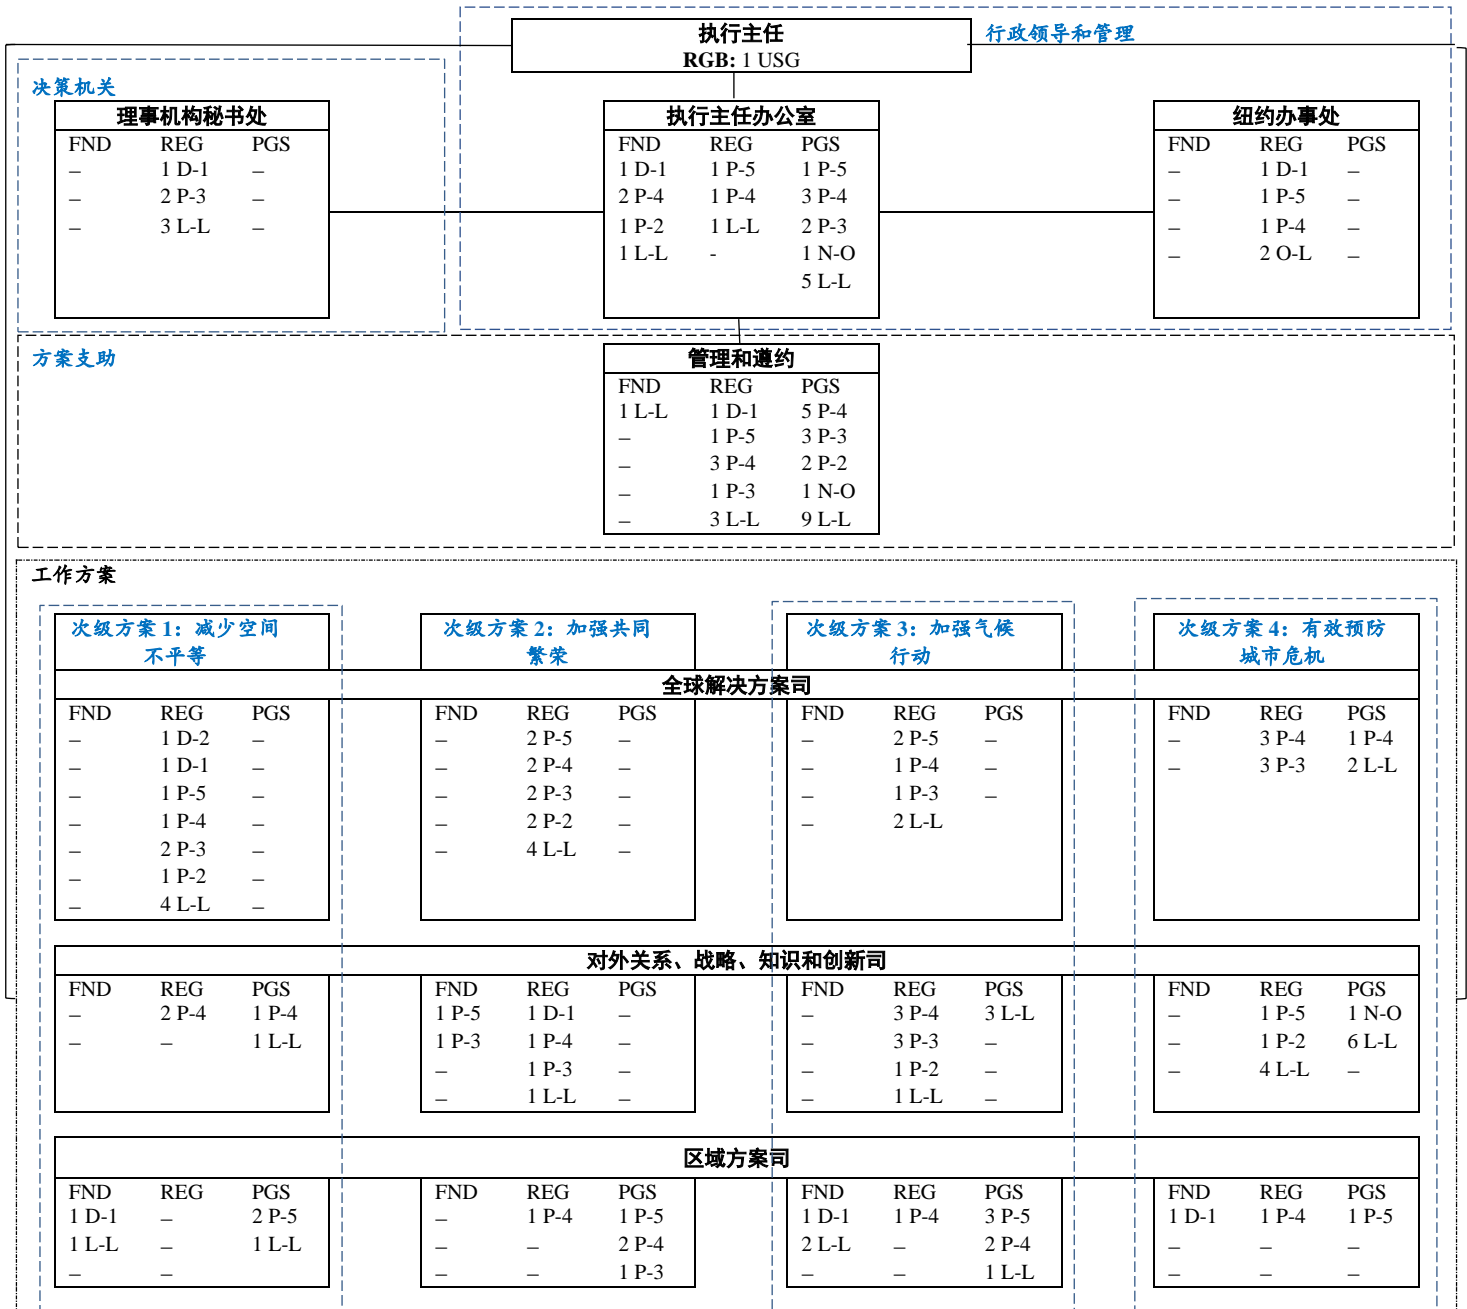 执行主任
RGB: 1 USG
行政领导和管理
决策机关
理事机构秘书处
FND REG PGS
– 1 D-1 –
– 2 P-3 –
– 3 L-L –
执行主任办公室
FND REG PGS
1 D-1 1 P-5 1 P-5
2 P-4 1 P-4 3 P-4
1 P-2 1 L-L 2 P-3
1 L-L - 1 N-O
5 L-L
纽约办事处
FND REG PGS
– 1 D-1 –
– 1 P-5 –
– 1 P-4 –
– 2 O-L –
方案支助
管理和遵约
FND REG PGS
1 L-L 1 D-1 5 P-4
– 1 P-5 3 P-3
– 3 P-4 2 P-2
– 1 P-3 1 N-O
– 3 L-L 9 L-L
工作方案
次级方案 1：减少空间
不平等
次级方案 2：加强共同
繁荣
次级方案 3：加强气候
行动
次级方案 4：有效预防
城市危机
全球解决方案司
FND REG PGS
– 1 D-2 –
– 1 D-1 –
– 1 P-5 –
– 1 P-4 –
– 2 P-3 –
– 1 P-2 –
– 4 L-L –
FND REG PGS
– 2 P-5 –
– 2 P-4 –
– 2 P-3 –
– 2 P-2 –
– 4 L-L –
FND REG PGS
– 2 P-5 –
– 1 P-4 –
– 1 P-3 –
– 2 L-L
FND REG PGS
– 3 P-4 1 P-4
– 3 P-3 2 L-L
对外关系、战略、知识和创新司
FND REG PGS
– 2 P-4 1 P-4
– – 1 L-L
FND REG PGS
1 P-5 1 D-1 –
1 P-3 1 P-4 –
– 1 P-3 –
– 1 L-L –
FND REG PGS
– 3 P-4 3 L-L
– 3 P-3 –
– 1 P-2 –
– 1 L-L –
FND REG PGS
– 1 P-5 1 N-O
– 1 P-2 6 L-L
– 4 L-L –
区域方案司
FND REG PGS
1 D-1 – 2 P-5
1 L-L – 1 L-L
– –
FND REG PGS
– 1 P-4 1 P-5
– – 2 P-4
– – 1 P-3
FND REG PGS
1 D-1 1 P-4 3 P-5
2 L-L – 2 P-4
– – 1 L-L
FND REG PGS
1 D-1 1 P-4 1 P-5
– – –
– – –